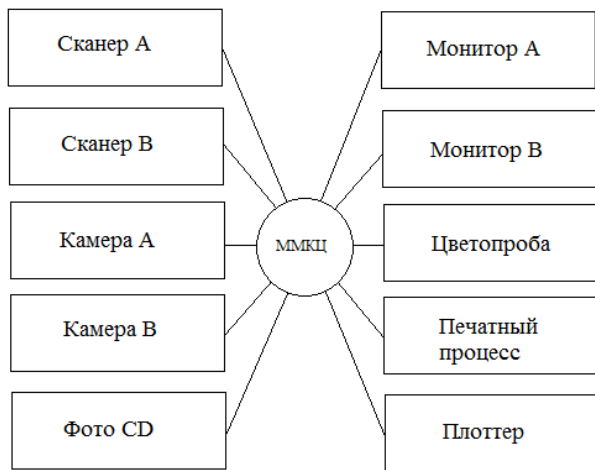 Сканер А
Сканер В
Камера А
Камера В
Фото CD
ММКЦ
Монитор А
Монитор В
Цветопроба
Печатный
процесс
Плоттер